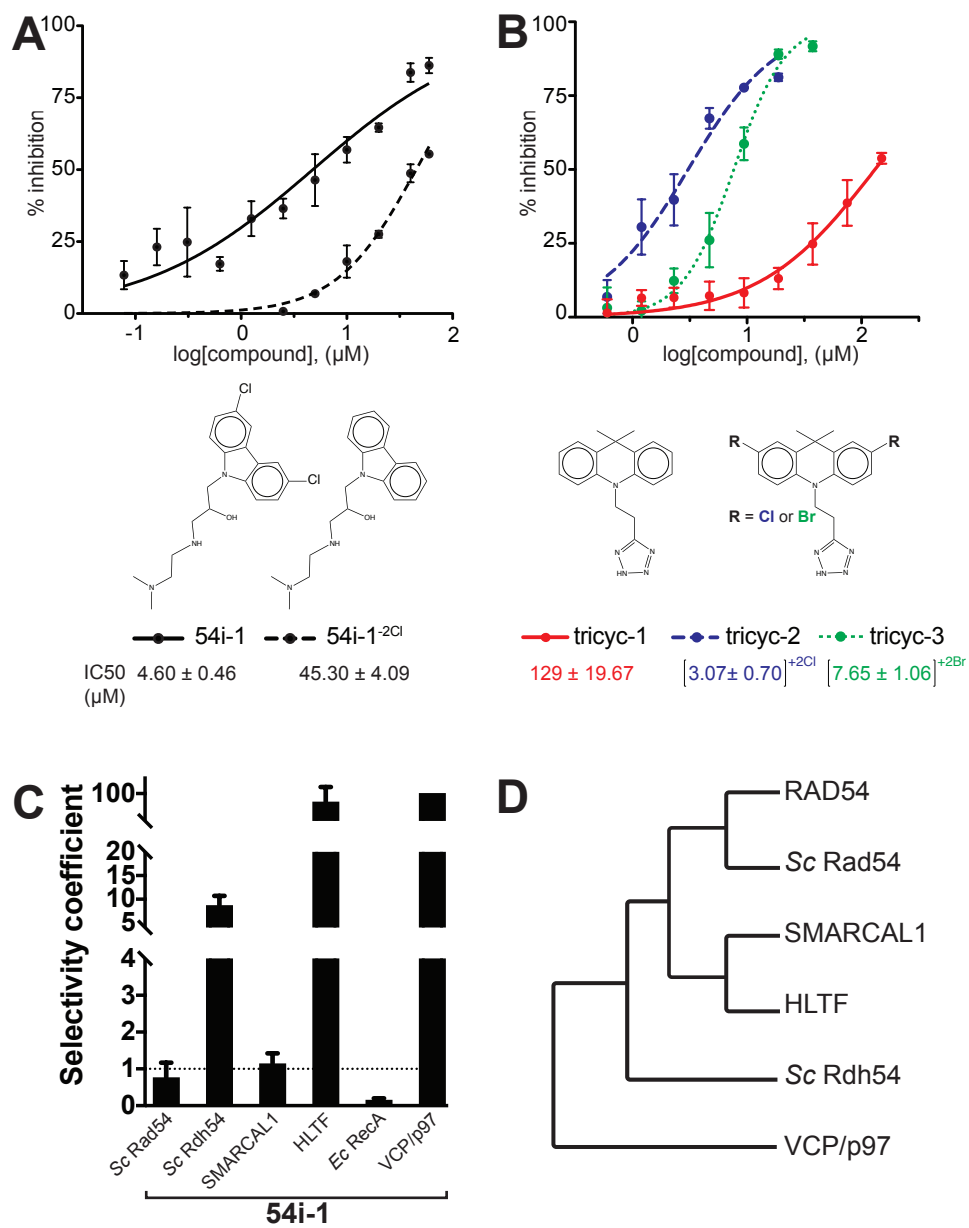 A
100
75
50
25
0
% inhibition
-1 0 1 2
log[compound], (µM)
B
100
75
50
25
0
% inhibition
0 1 2
log[compound], (µM)
Cl
Cl
N
OH
NH
N
N
OH
NH
N
N
N
N
N
HN
R
R
N
R = Cl or Br
N
N
N
HN
54i-1
54i-1-2Cl
tricyc-1
tricyc-2
tricyc-3
IC50
(µM)
4.60 ± 0.46
45.30 ± 4.09
129 ± 19.67
[3.07± 0.70]+2Cl
[7.65 ± 1.06]+2Br
C
Selectivity coefficient
100
20
15
10
5
4
3
2
1
0
Sc Rad54
Sc Rdh54
SMARCAL1
HLTF
Ec RecA
VCP/p97
54i-1
D
RAD54
Sc Rad54
SMARCAL1
HLTF
Sc Rdh54
VCP/p97